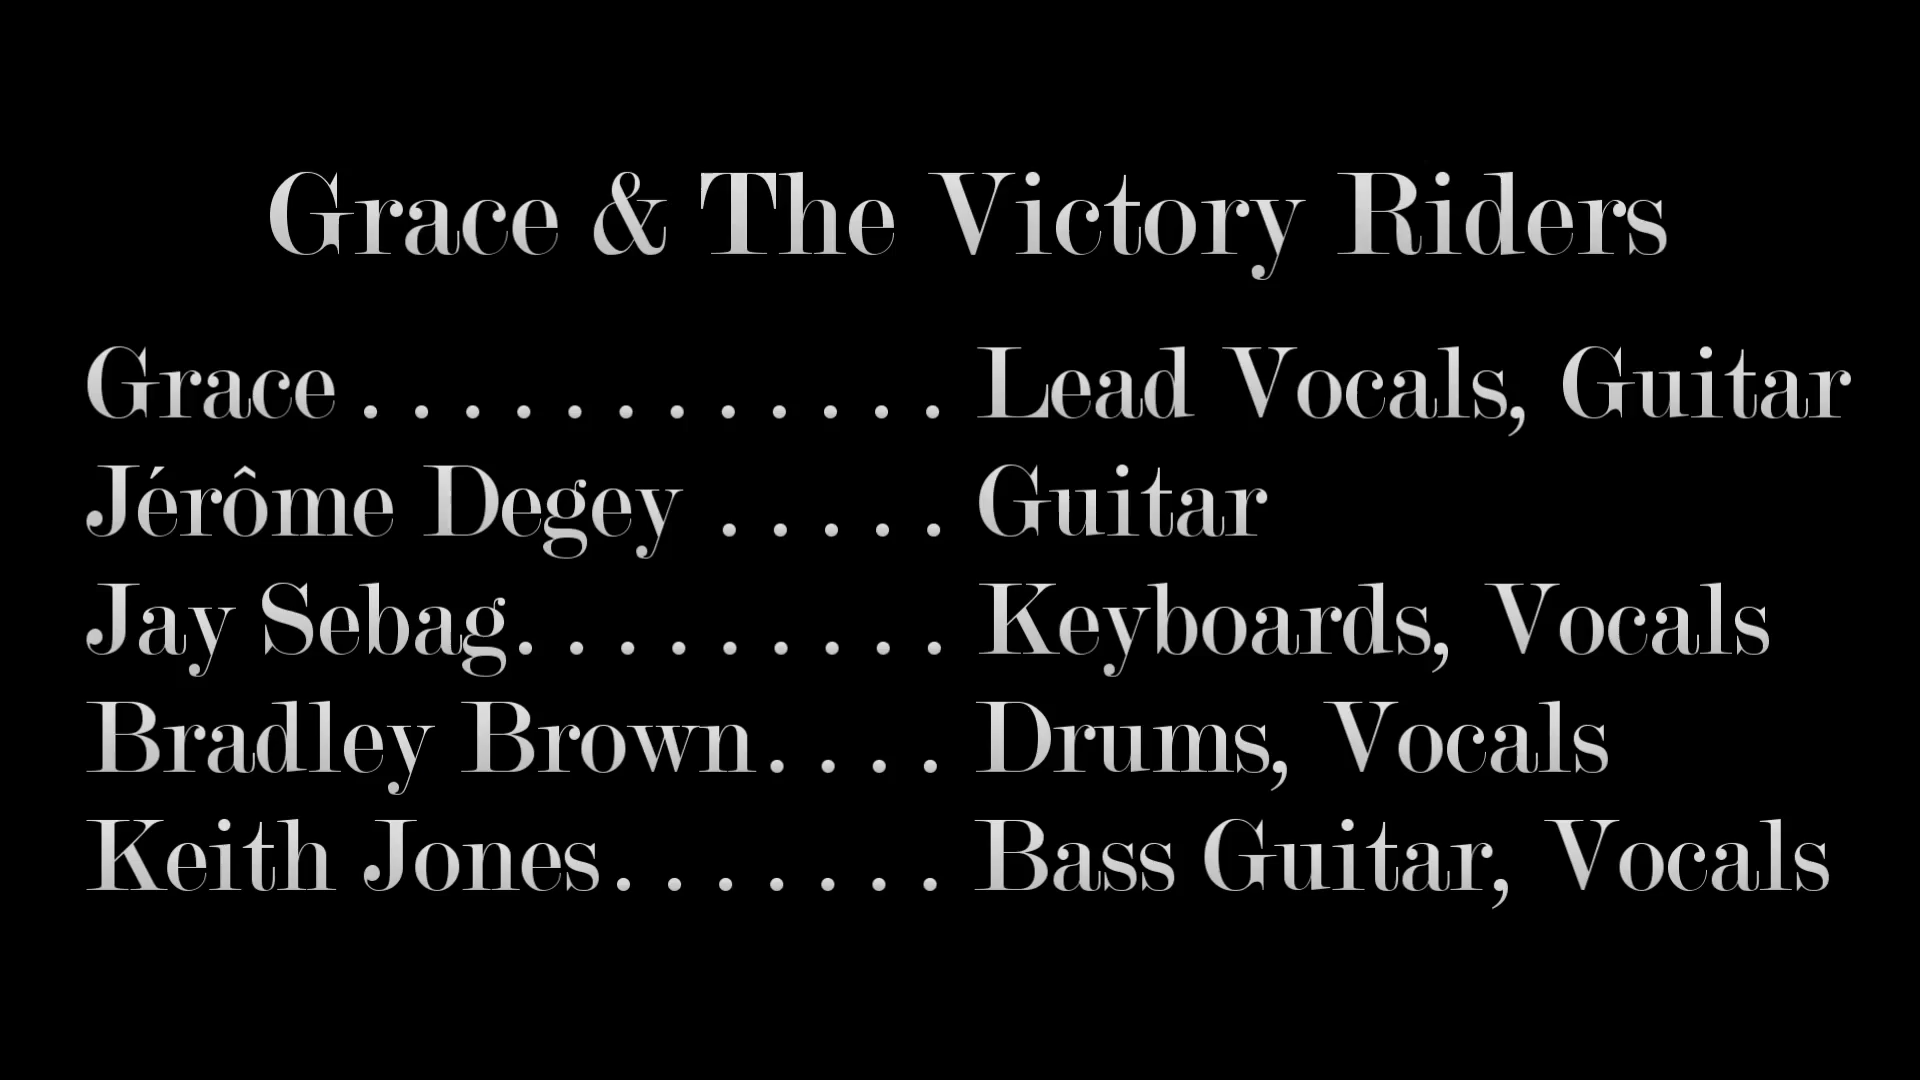 Grace & The Victory Riders
Grace . . . . . . . . . . . . Lead Vocals, Guitar
Jérôme Degey . . . . . Guitar
Jay Sebag. . . . . . . . . Keyboards, Vocals
Bradley Brown. . . . Drums, Vocals
Keith Jones. . . . . . . Bass Guitar, Vocals